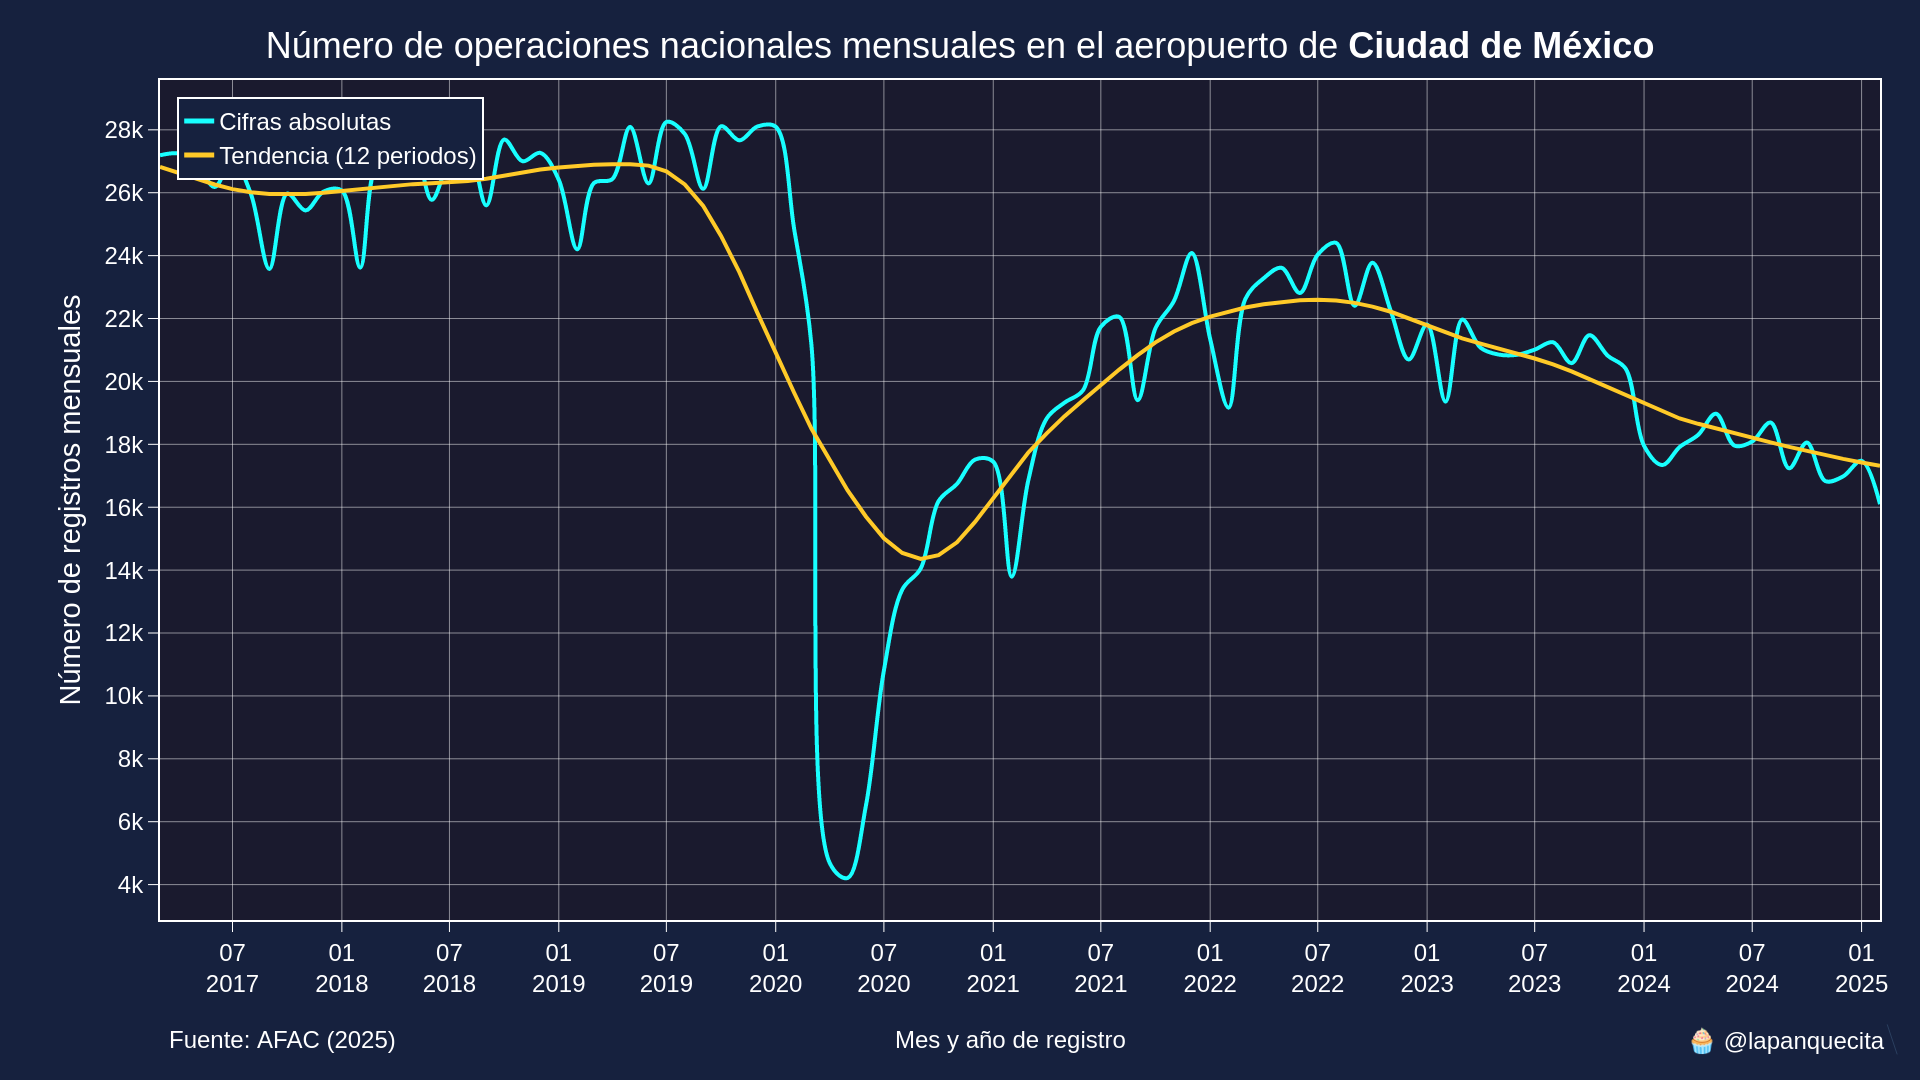 Número de operaciones nacionales mensuales en el aeropuerto de Ciudad de México
Cifras absolutas
Tendencia (12 periodos)
Número de registros mensuales
28k
26k
24k
22k
20k
18k
16k
14k
12k
10k
8k
6k
4k
07 01 07 01 07 01 07 01 07 01 07 01 07 01 07 01
2017 2018 2018 2019 2019 2020 2020 2021 2021 2022 2022 2023 2023 2024 2024 2025
Fuente: AFAC (2025)
Mes y año de registro
🧁 @lapanquecita